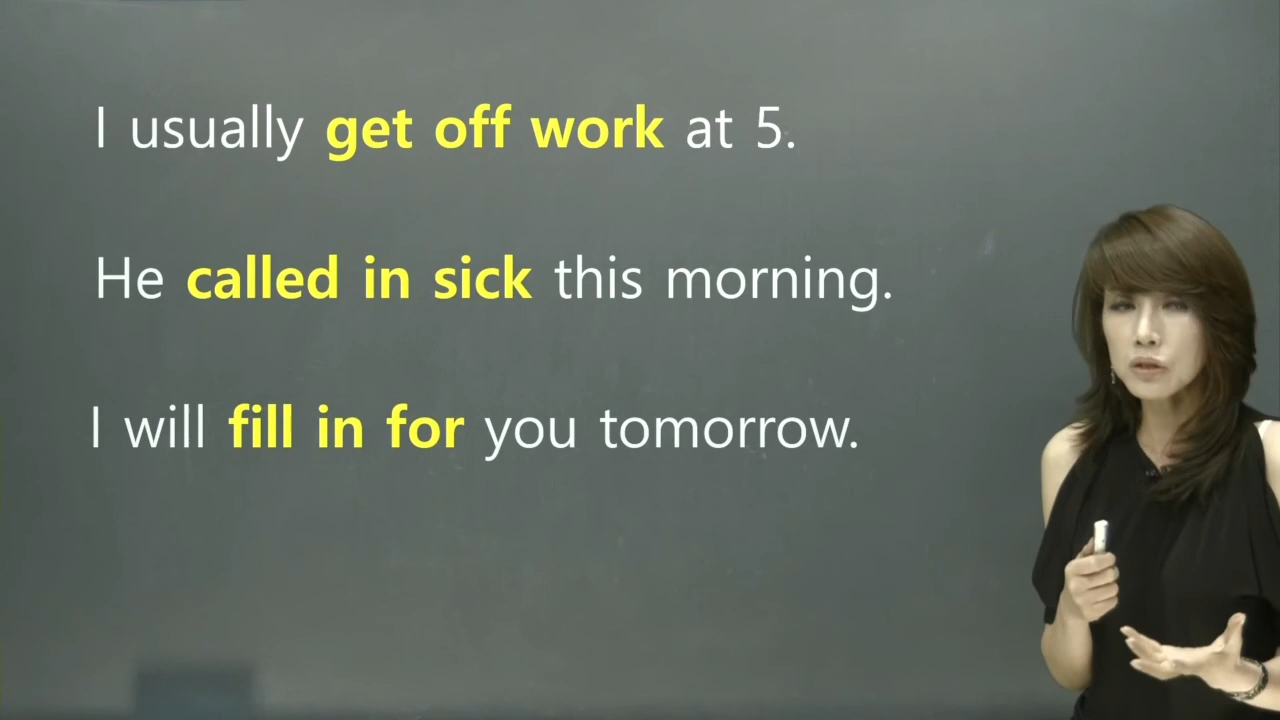 I usually get off work at 5.
He called in sick this morning.
I will fill in for you tomorrow.